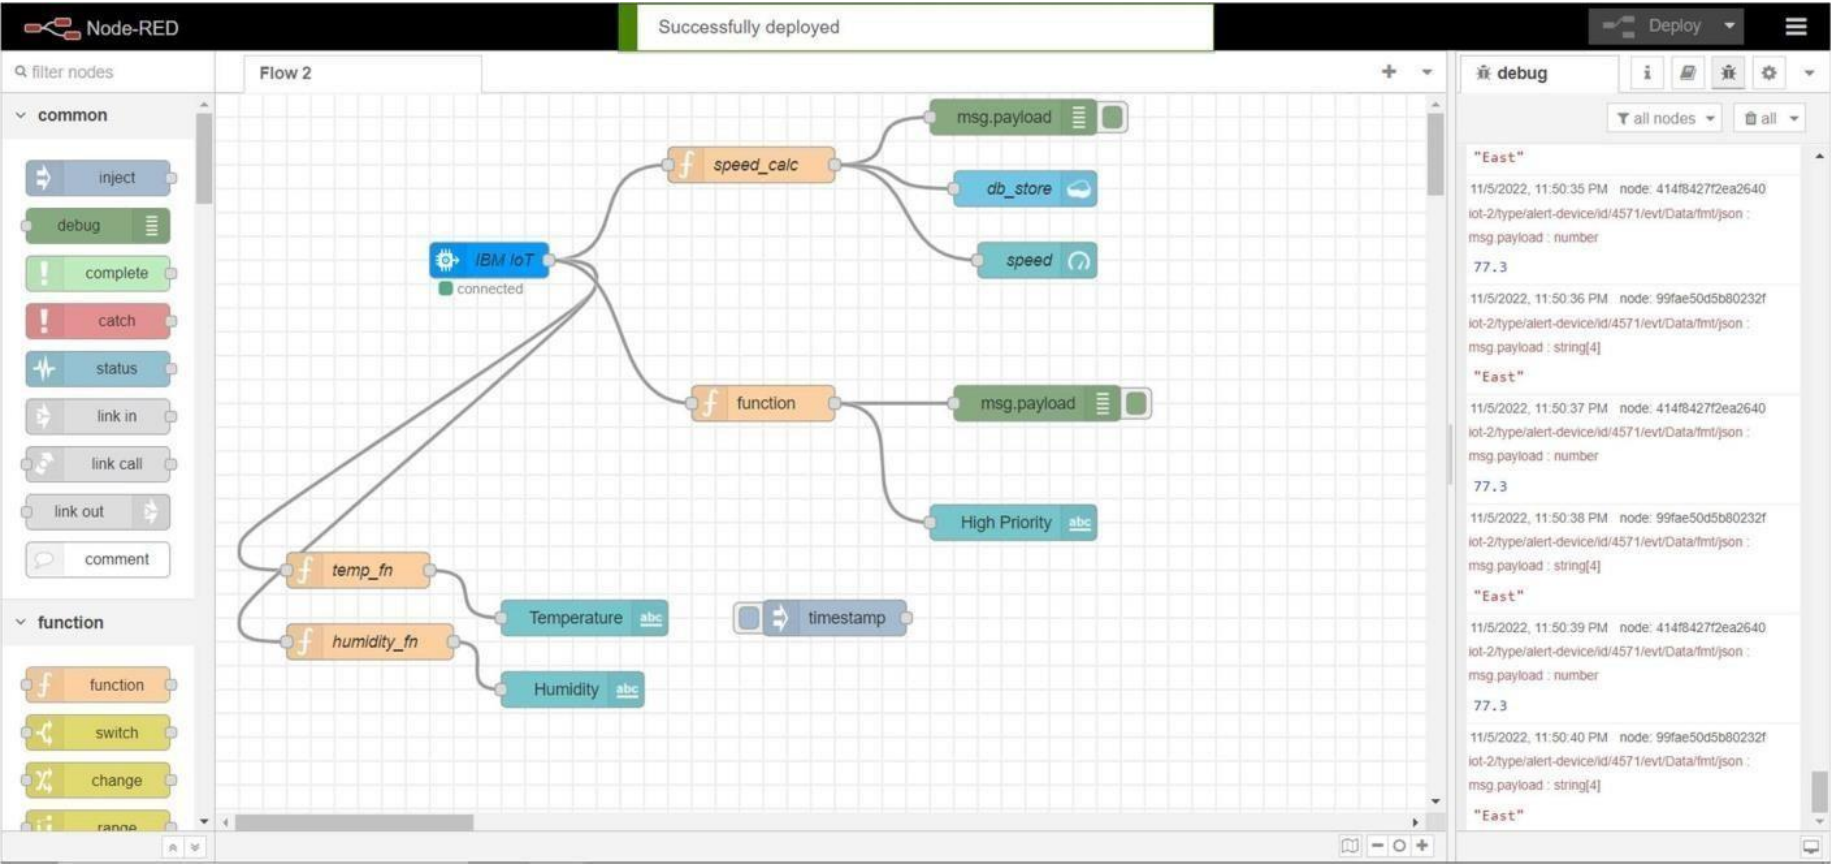 Node-RED
Successfully deployed
Deploy
filter nodes
Flow 2
debug
i
all nodes
all
common
inject
debug
complete
catch
status
link in
link call
link out
comment
function
function
switch
change
range
msg.payload
speed_calc
db_store
IBM IoT
connected
speed
function
msg.payload
High Priority
abc
temp_fn
Temperature
abc
timestamp
humidity_fn
Humidity
abc
"East"
11/5/2022, 11:50:35 PM node: 414f8427f2ea2640
iot-2/type/alert-device/id/4571/evt/Data/fmt/json :
msg.payload : number
77.3
11/5/2022, 11:50:36 PM node: 99fae50d5b80232f
iot-2/type/alert-device/id/4571/evt/Data/fmt/json :
msg.payload : string[4]
"East"
11/5/2022, 11:50:37 PM node: 414f8427f2ea2640
iot-2/type/alert-device/id/4571/evt/Data/fmt/json :
msg.payload : number
77.3
11/5/2022, 11:50:38 PM node: 99fae50d5b80232f
iot-2/type/alert-device/id/4571/evt/Data/fmt/json :
msg.payload : string[4]
"East"
11/5/2022, 11:50:39 PM node: 414f8427f2ea2640
iot-2/type/alert-device/id/4571/evt/Data/fmt/json :
msg.payload : number
77.3
11/5/2022, 11:50:40 PM node: 99fae50d5b80232f
iot-2/type/alert-device/id/4571/evt/Data/fmt/json :
msg.payload : string[4]
"East"